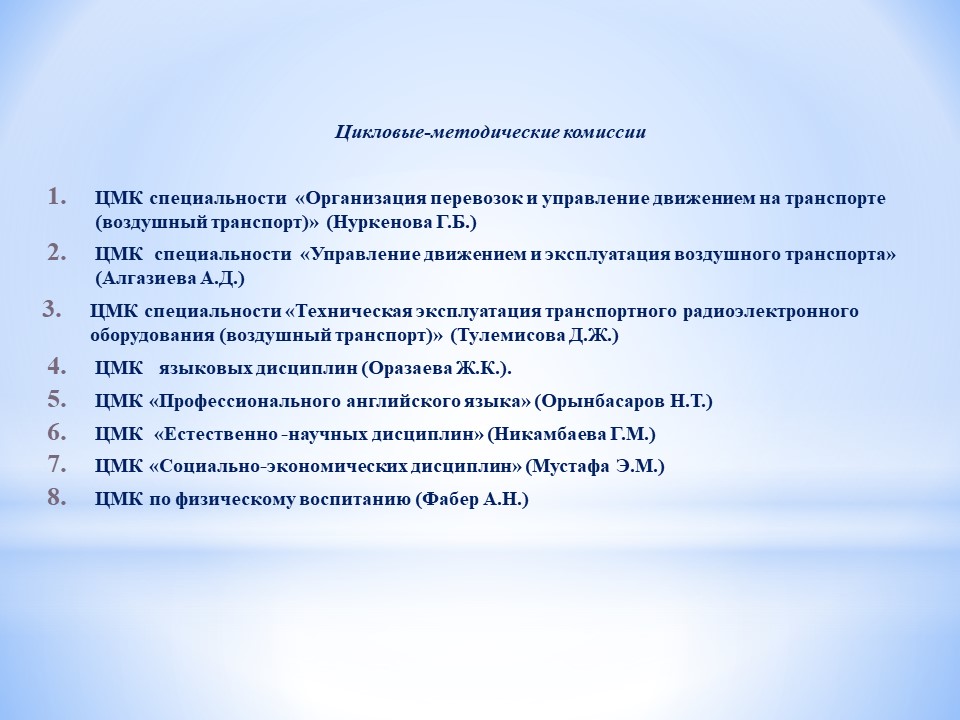 Цикловые-методические комиссии
1. ЦМК специальности «Организация перевозок и управление движением на транспорте
(воздушный транспорт)» (Нуркенова Г.Б.)
2. ЦМК специальности «Управление движением и эксплуатация воздушного транспорта»
(Алгазиева А.Д.)
3. ЦМК специальности «Техническая эксплуатация транспортного радиоэлектронного
оборудования (воздушный транспорт)» (Тулемисова Д.Ж.)
4. ЦМК языковых дисциплин (Оразаева Ж.К.).
5. ЦМК «Профессионального английского языка» (Орынбасаров Н.Т.)
6. ЦМК «Естественно -научных дисциплин» (Никамбаева Г.М.)
7. ЦМК «Социально-экономических дисциплин» (Мустафа Э.М.)
8. ЦМК по физическому воспитанию (Фабер А.Н.)